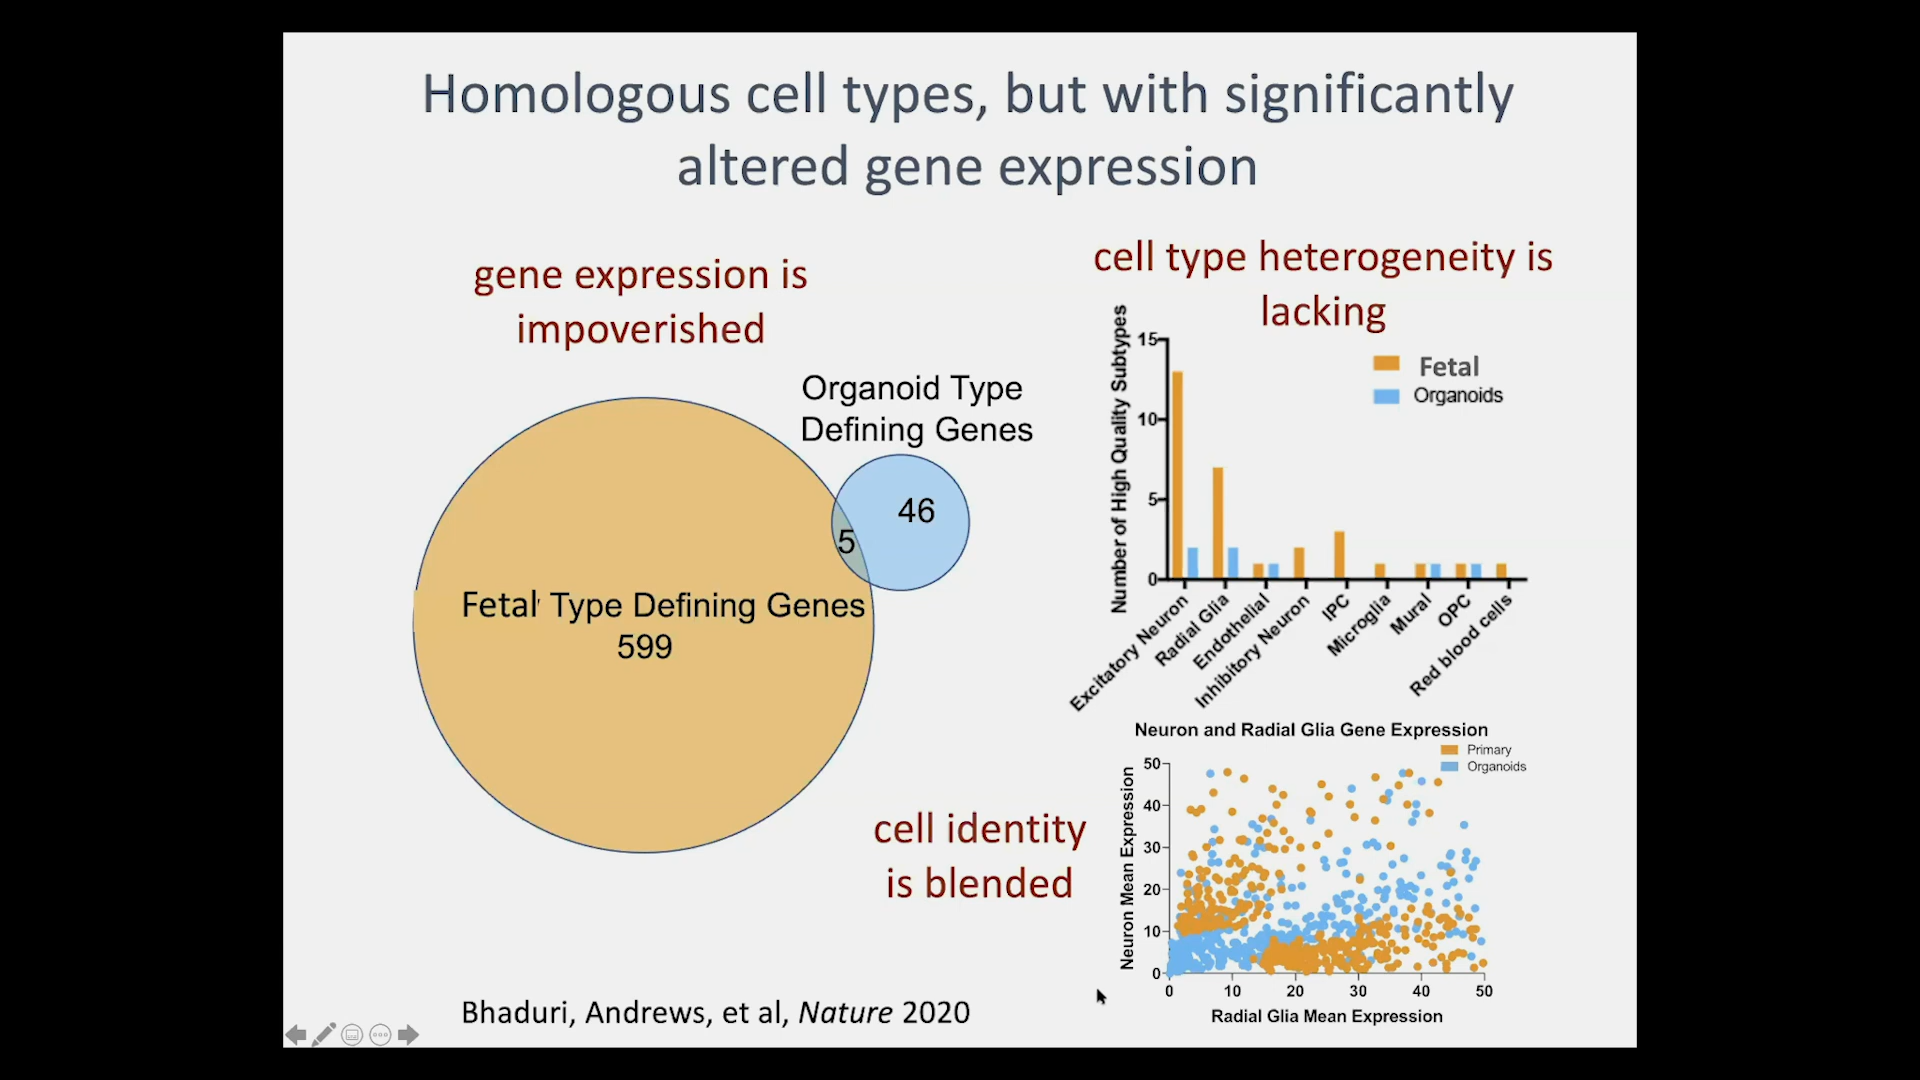 Homologous cell types, but with significantly
altered gene expression
gene expression is
impoverished
Organoid Type
Defining Genes
46
5
Fetal Type Defining Genes
599
cell type heterogeneity is
lacking
Number of High Quality Subtypes
15
10
5
0
Fetal
Organoids
Excitatory Neuron
Radial Glia
Endothelial
Inhibitory Neuron
IPC
Microglia
Mural
OPC
Red blood cells
cell identity
is blended
Neuron and Radial Glia Gene Expression
Primary
Organoids
Neuron Mean Expression
50
40
30
20
10
0
0 10 20 30 40 50
Radial Glia Mean Expression
Bhaduri, Andrews, et al, Nature 2020